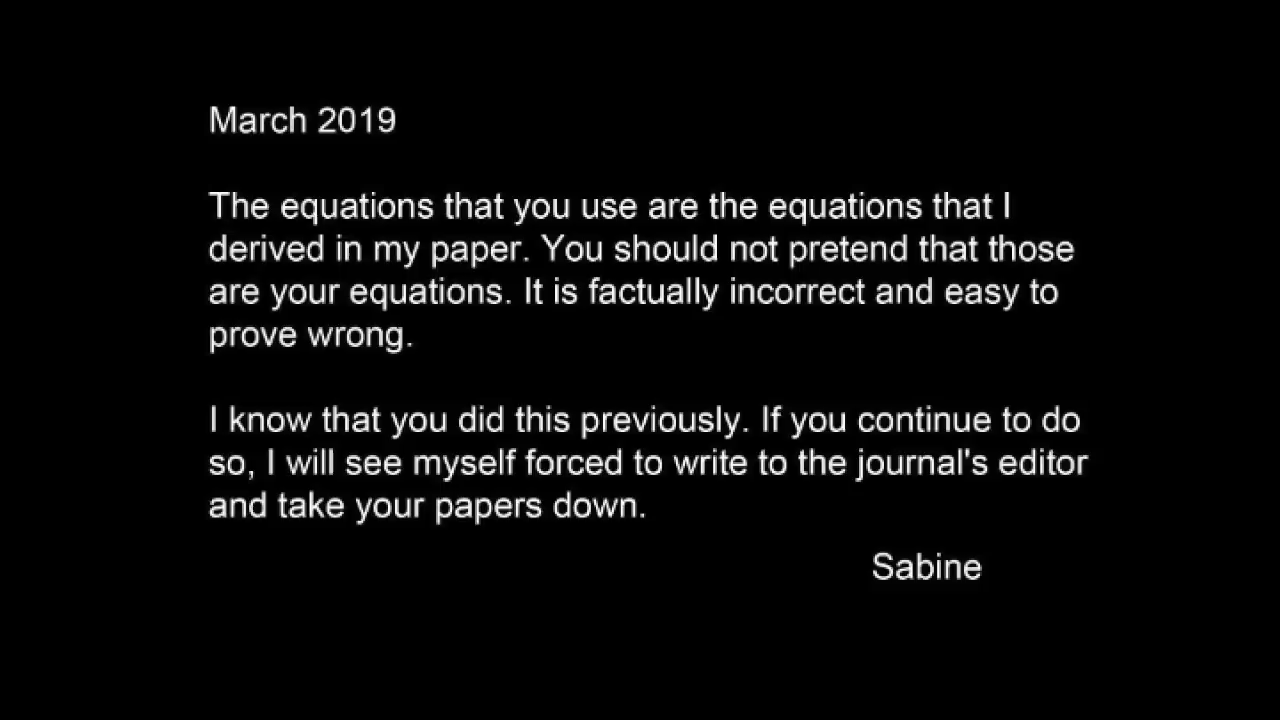 March 2019
The equations that you use are the equations that I
derived in my paper. You should not pretend that those
are your equations. It is factually incorrect and easy to
prove wrong.
I know that you did this previously. If you continue to do
so, I will see myself forced to write to the journal's editor
and take your papers down.
Sabine